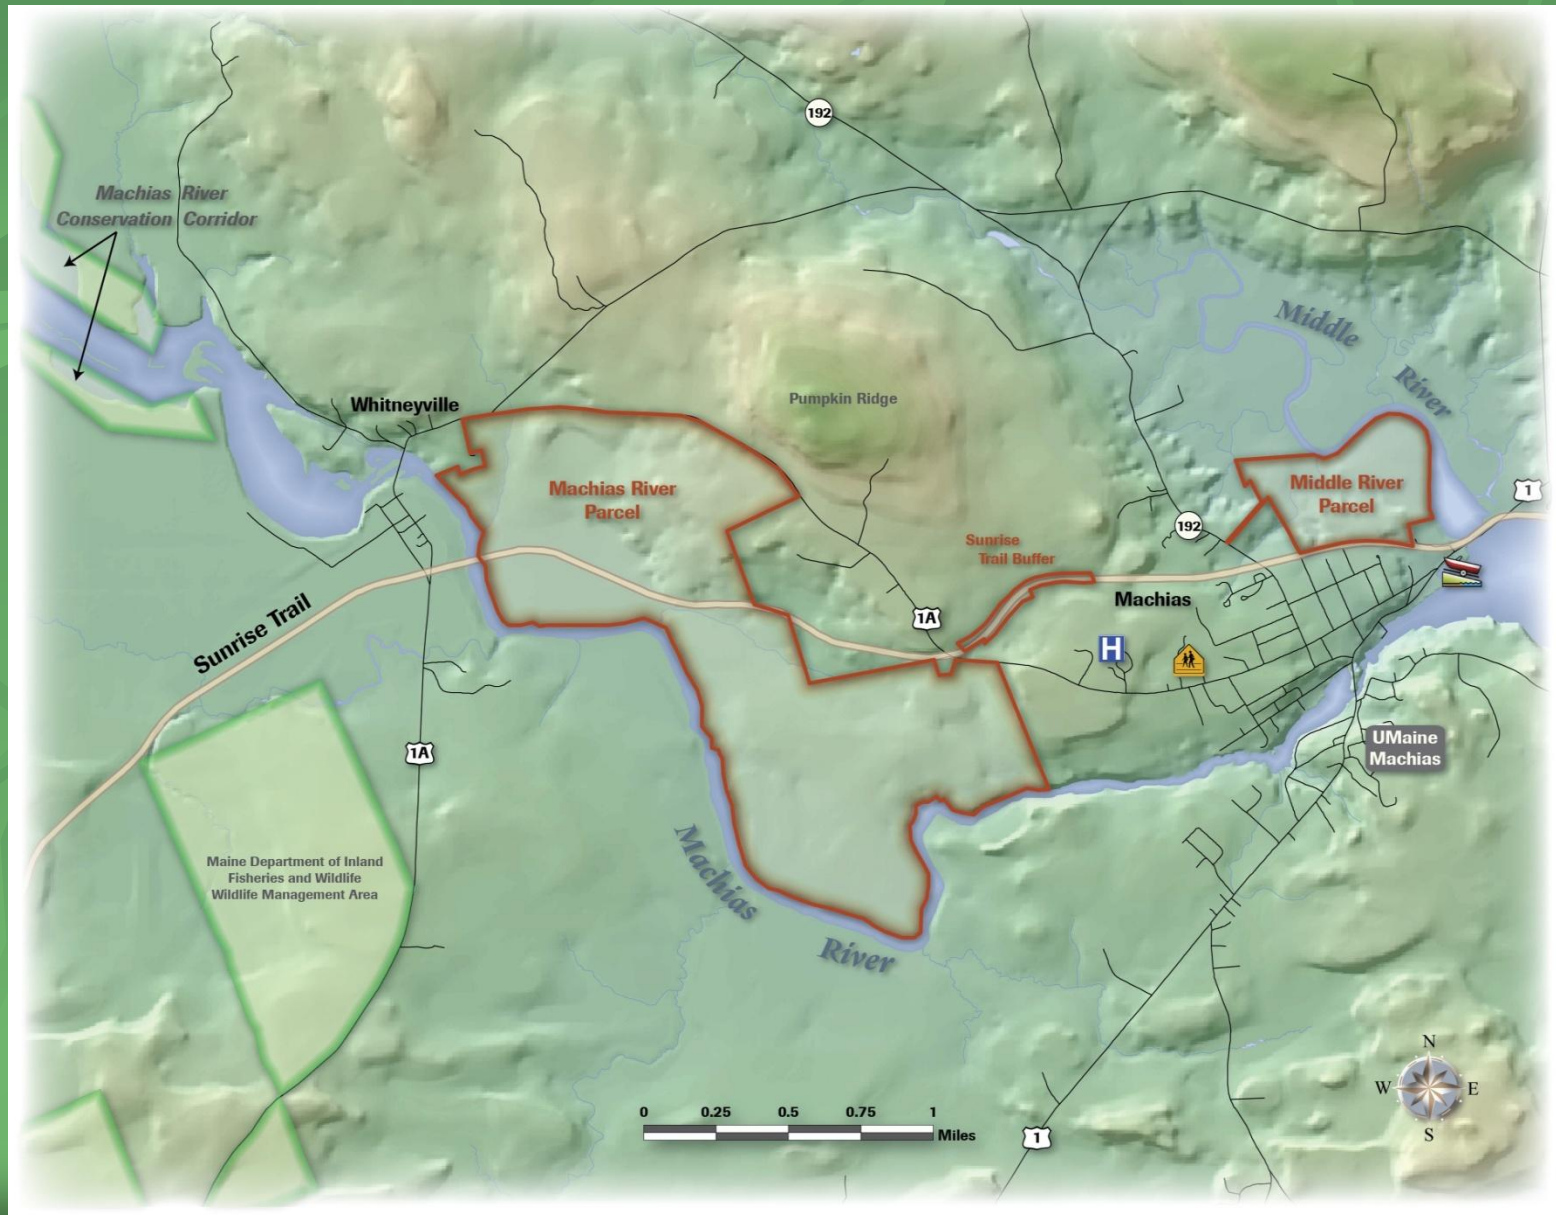 192
Machias River
Conservation Corridor
Middle
River
Pumpkin Ridge
Whitneyville
Machias River
Parcel
Middle River
Parcel
1
192
Sunrise
Trail Buffer
Machias
1A
H
Sunrise Trail
1A
UMaine
Machias
Maine Department of Inland
Fisheries and Wildlife
Wildlife Management Area
Machias
River
N
W
E
S
0 0.25 0.5 0.75 1
Miles
1